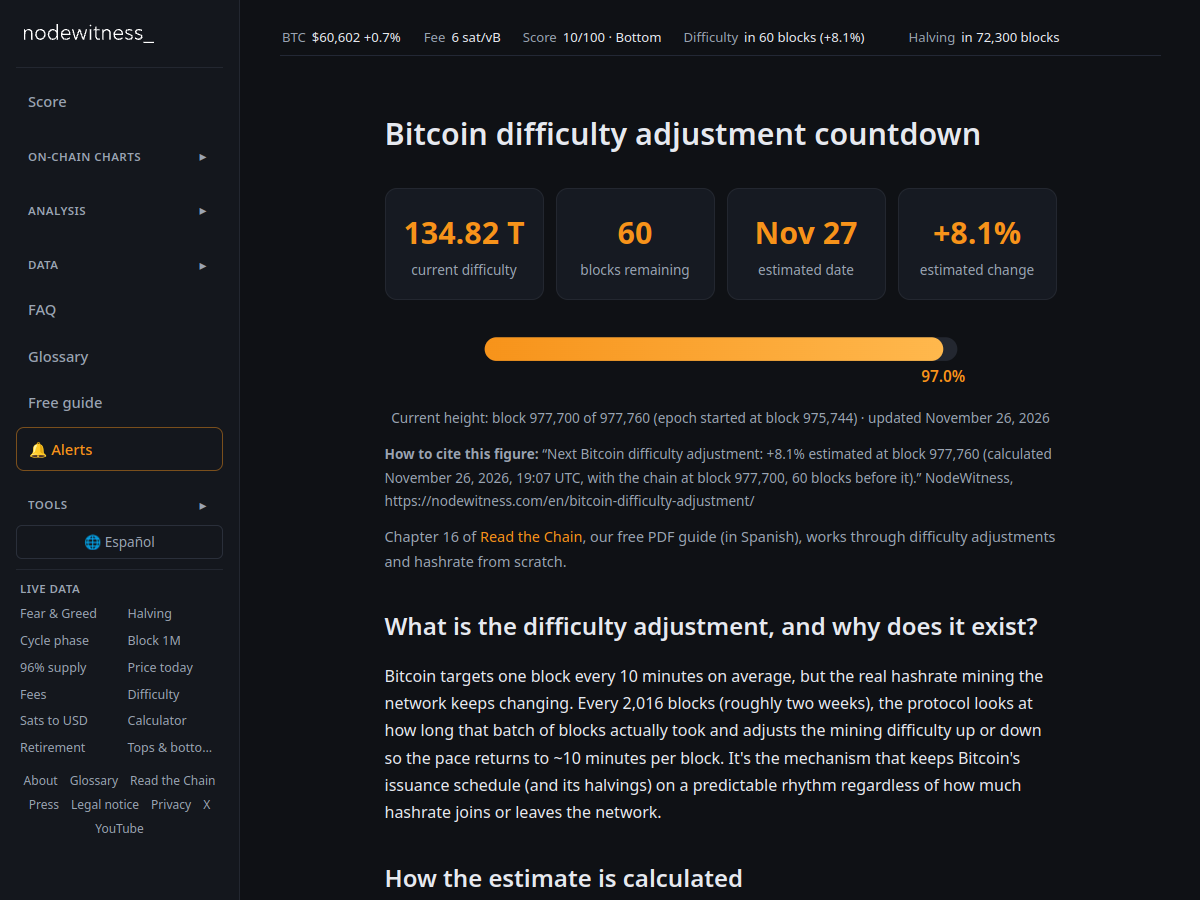 nodewitness_
Score
ON-CHAIN CHARTS ▶
ANALYSIS ▶
DATA ▶
FAQ
Glossary
Free guide
🔔 Alerts
TOOLS ▶
🌐 Español
LIVE DATA
Fear & Greed Halving
Cycle phase Block 1M
96% supply Price today
Fees Difficulty
Sats to USD Calculator
Retirement Tops & botto...
About Glossary Read the Chain
Press Legal notice Privacy X
YouTube
BTC $60,602 +0.7% Fee 6 sat/vB Score 10/100 · Bottom Difficulty in 60 blocks (+8.1%) Halving in 72,300 blocks
Bitcoin difficulty adjustment countdown
134.82 T
current difficulty
60
blocks remaining
Nov 27
estimated date
+8.1%
estimated change
97.0%
Current height: block 977,700 of 977,760 (epoch started at block 975,744) · updated November 26, 2026
How to cite this figure: “Next Bitcoin difficulty adjustment: +8.1% estimated at block 977,760 (calculated
November 26, 2026, 19:07 UTC, with the chain at block 977,700, 60 blocks before it).” NodeWitness,
https://nodewitness.com/en/bitcoin-difficulty-adjustment/
Chapter 16 of Read the Chain, our free PDF guide (in Spanish), works through difficulty adjustments
and hashrate from scratch.
What is the difficulty adjustment, and why does it exist?
Bitcoin targets one block every 10 minutes on average, but the real hashrate mining the
network keeps changing. Every 2,016 blocks (roughly two weeks), the protocol looks at
how long that batch of blocks actually took and adjusts the mining difficulty up or down
so the pace returns to ~10 minutes per block. It's the mechanism that keeps Bitcoin's
issuance schedule (and its halvings) on a predictable rhythm regardless of how much
hashrate joins or leaves the network.
How the estimate is calculated